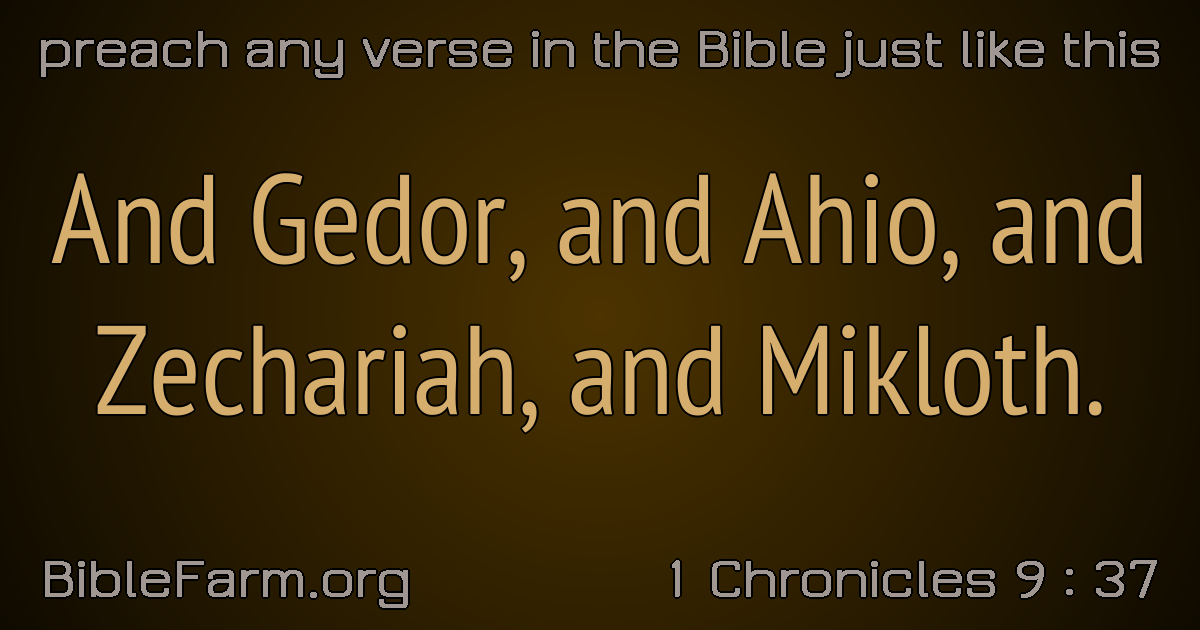 preach any verse in the Bible just like this
And Gedor, and Ahio, and
Zechariah, and Mikloth.
BibleFarm.org
1 Chronicles 9 : 37